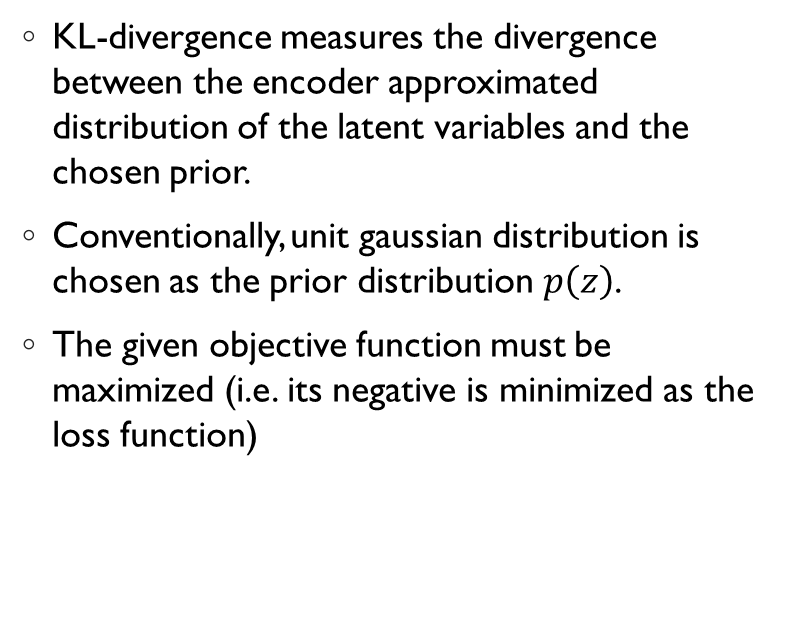 ◦ KL-divergence measures the divergence
between the encoder approximated
distribution of the latent variables and the
chosen prior.
◦ Conventionally, unit gaussian distribution is
chosen as the prior distribution 𝑝(𝑧).
◦ The given objective function must be
maximized (i.e. its negative is minimized as the
loss function)